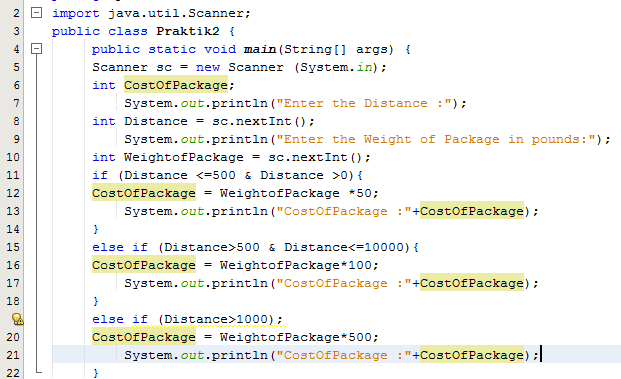 2 import java.util.Scanner;
3 public class Praktik2 {
4 public static void main(String[] args) {
5 Scanner sc = new Scanner (System.in);
6 int CostOfPackage;
7 System.out.println("Enter the Distance :");
8 int Distance = sc.nextInt();
9 System.out.println("Enter the Weight of Package in pounds:");
10 int WeightofPackage = sc.nextInt();
11 if (Distance <=500 & Distance >0){
12 CostOfPackage = WeightofPackage *50;
13 System.out.println("CostOfPackage :"+CostOfPackage);
14 }
15 else if (Distance>500 & Distance<=10000){
16 CostOfPackage = WeightofPackage*100;
17 System.out.println("CostOfPackage :"+CostOfPackage);
18 }
else if (Distance>1000);
20 CostOfPackage = WeightofPackage*500;
21 System.out.println("CostOfPackage :"+CostOfPackage);
22 }